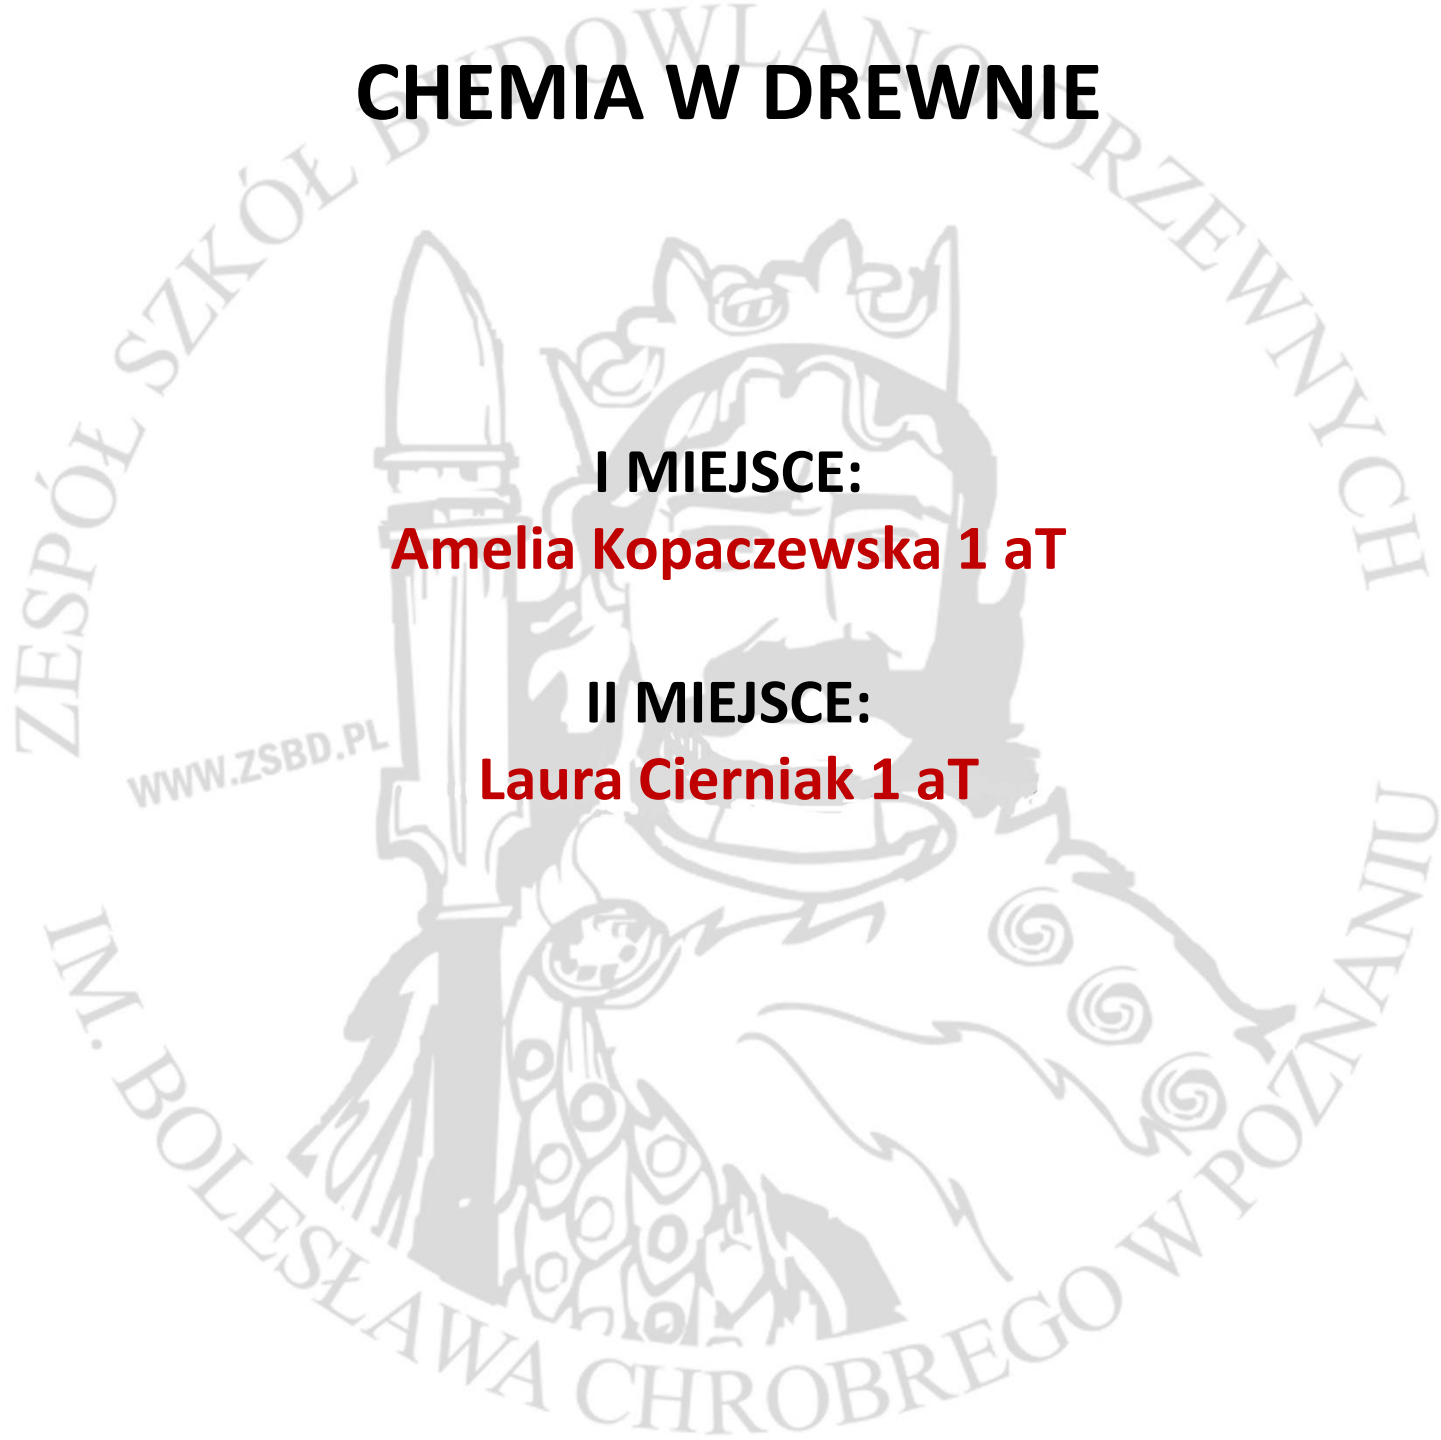 CHEMIA W DREWNIE
I MIEJSCE:
Amelia Kopaczewska 1 aT
II MIEJSCE:
Laura Cierniak 1 aT
ZESPÓŁ SZKÓŁ BUDOWLANO-DRZEWNYCH
WWW.ZSBD.PL
IM. BOLESŁAWA CHROBREGO W POZNANIU